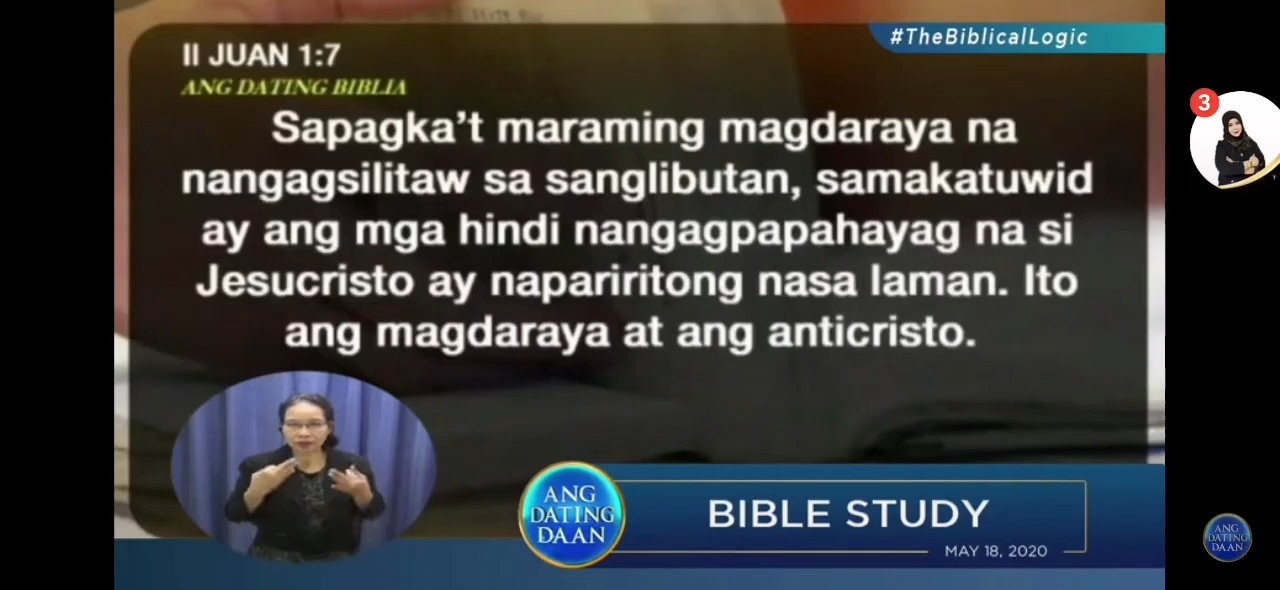 #TheBiblicalLogic
II JUAN 1:7
ANG DATING BIBLIA
Sapagka't maraming magdaraya na
nangagsilitaw sa sanglibutan, samakatuwid
ay ang mga hindi nangagpapahayag na si
Jesucristo ay napariritong nasa laman. Ito
ang magdaraya at ang anticristo.
3
ANG
DATING
DAAN
BIBLE STUDY
MAY 18, 2020
ANG
DATING
DAAN